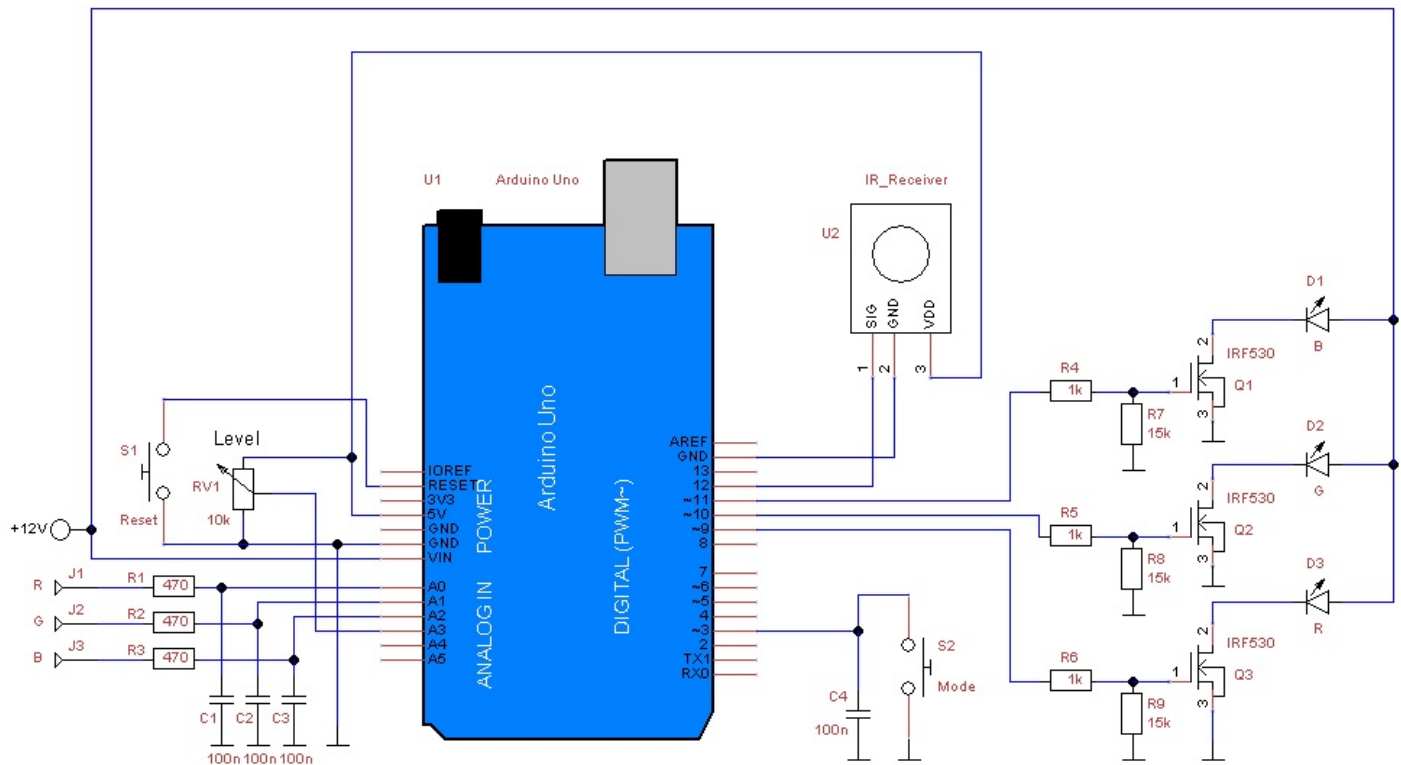 U1 Arduino Uno
IR_Receiver
U2
SIG GND VDD
1 2 3
D1
B
2
IRF530
R4
1k
1
Q1
R7
15k
3
D2
G
2
IRF530
R5
1k
1
Q2
R8
15k
3
D3
R
2
IRF530
R6
1k
1
Q3
R9
15k
3
S1
Level
RV1
10k
Reset
+12V
J1
R
R1
470
J2
G
R2
470
J3
B
R3
470
C1 C2 C3
100n 100n 100n
IOREF
RESET
3V3
5V
GND
GND
VIN
A0
A1
A2
A3
A4
A5
POWER
ANALOG IN
Arduino Uno
DIGITAL(PWM~)
AREF
GND
13
12
~11
~10
~9
8
7
~6
~5
4
~3
2
TX1
RX0
S2
Mode
C4
100n